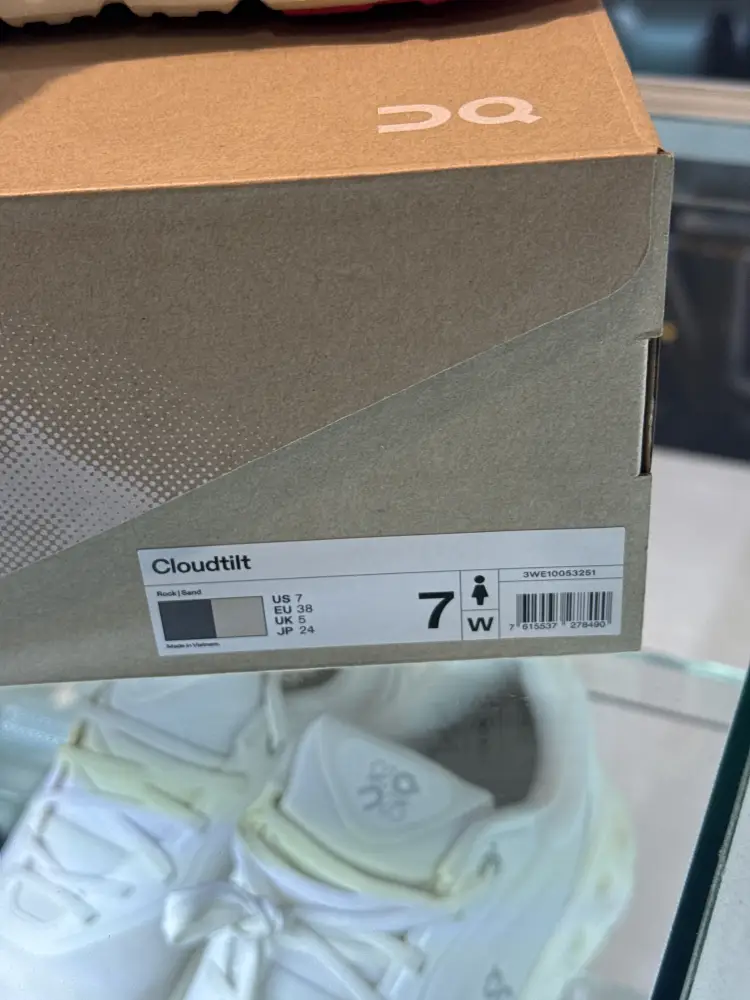 Cloudtilt
Rock | Sand
US 7
EU 38
UK 5
JP 24
Made in Vietnam
7
W
3WE10053251
7 615537 278490